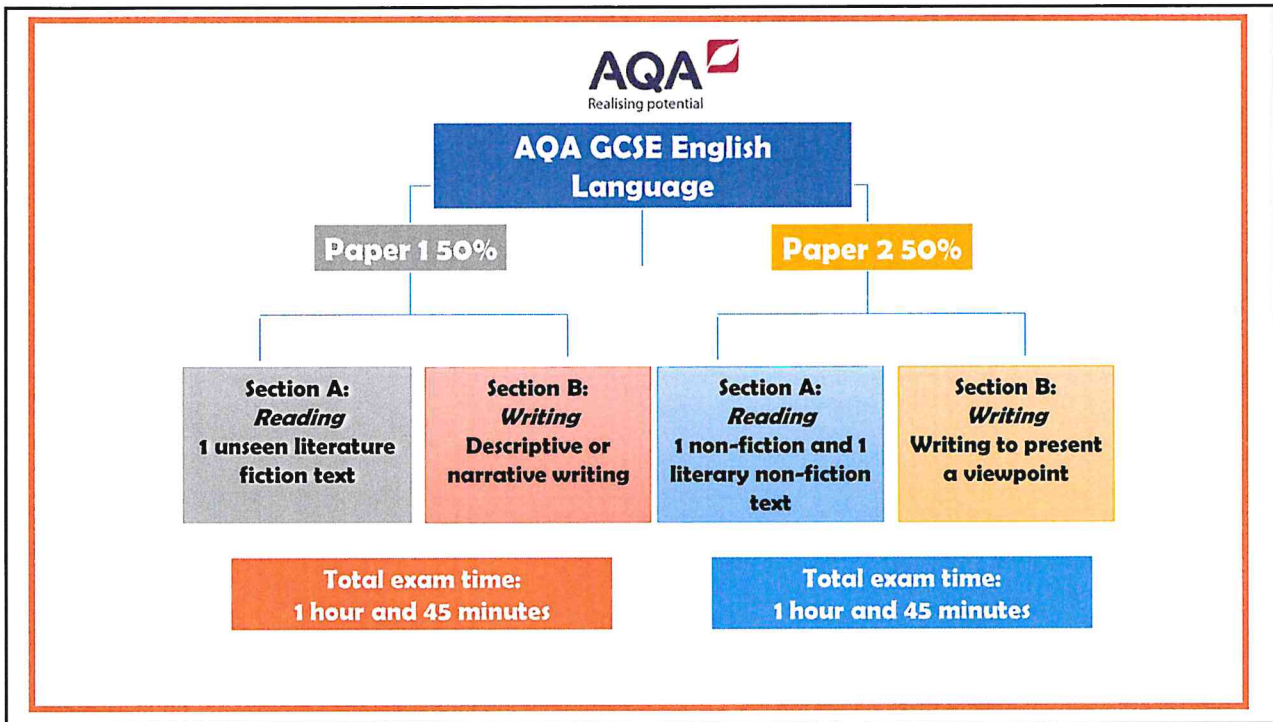 AQA
Realising potential
AQA GCSE English
Language
Paper 1 50%
Paper 2 50%
Section A:
Reading
1 unseen literature
fiction text
Section B:
Writing
Descriptive or
narrative writing
Section A:
Reading
1 non-fiction and 1
literary non-fiction
text
Section B:
Writing
Writing to present
a viewpoint
Total exam time:
1 hour and 45 minutes
Total exam time:
1 hour and 45 minutes